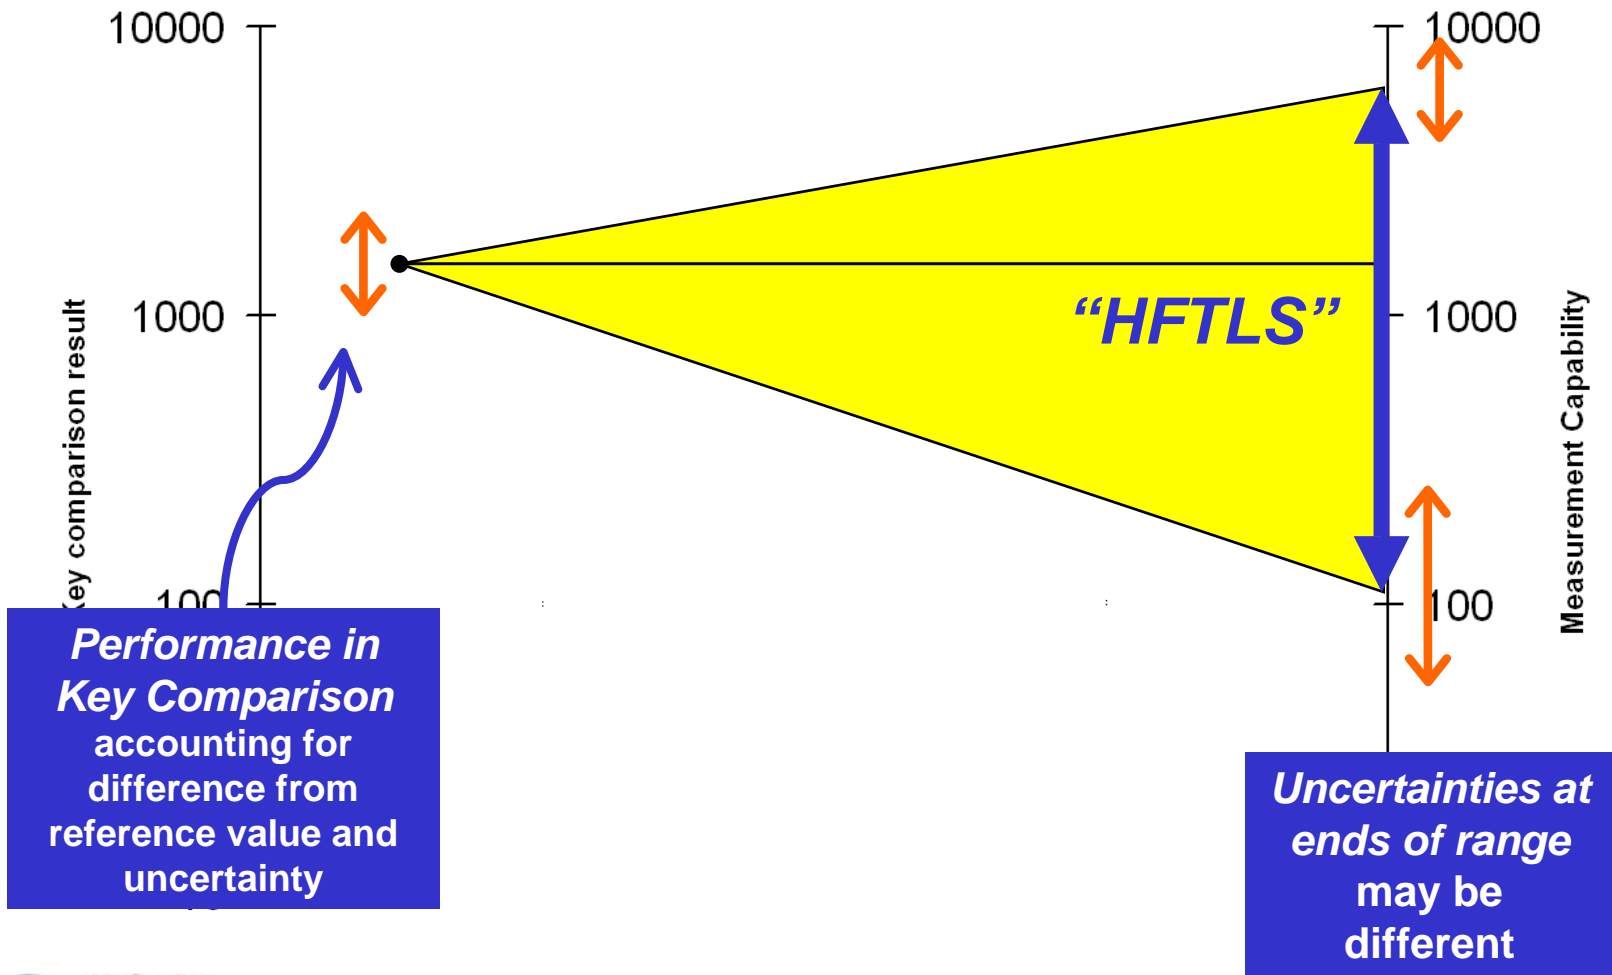 10000
1000
100
Key comparison result
"HFTLS"
10000
1000
100
Measurement Capability
Performance in
Key Comparison
accounting for
difference from
reference value and
uncertainty
Uncertainties at
ends of range
may be
different